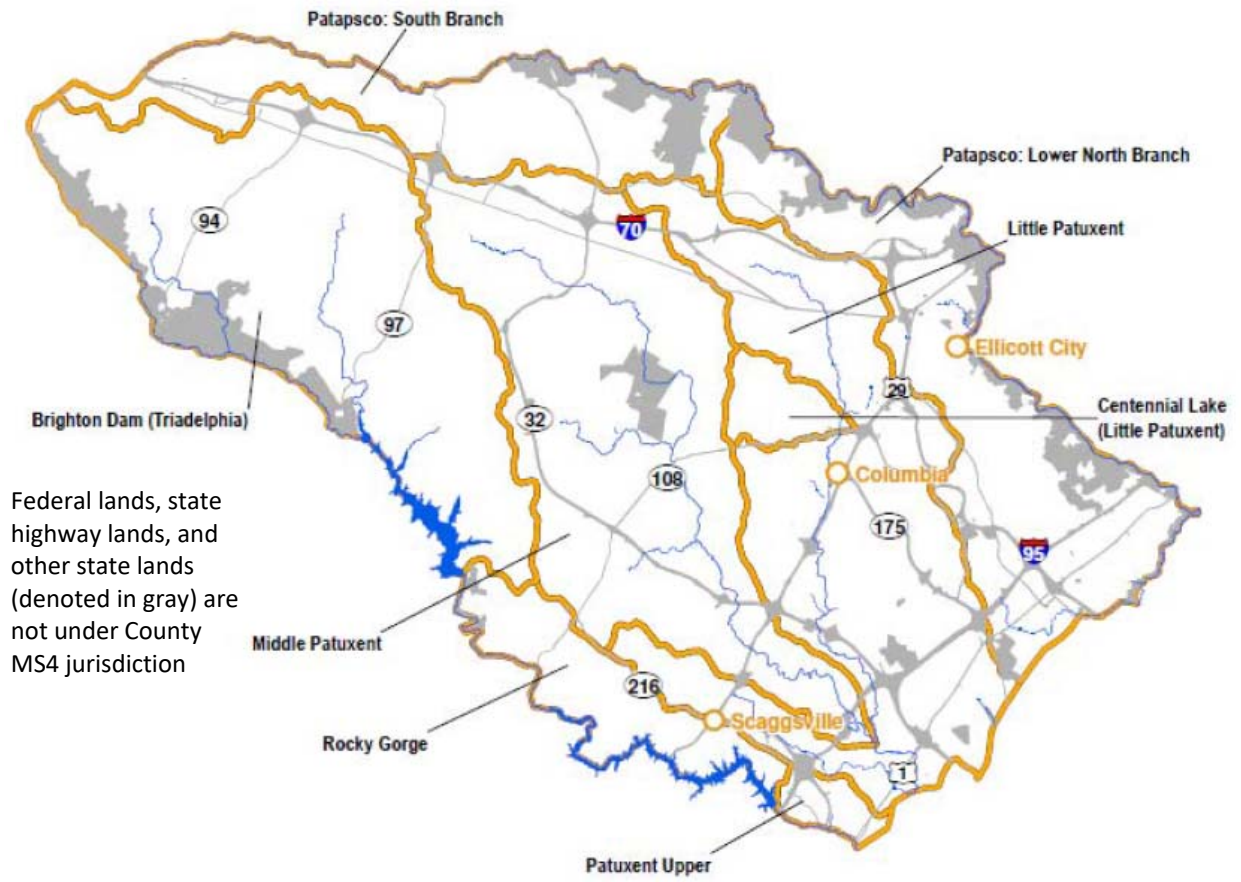 Patapsco: South Branch
Patapsco: Lower North Branch
94
70
Little Patuxent
97
Ellicott City
29
Brighton Dam (Triadelphia)
32
Centennial Lake
(Little Patuxent)
108
Columbia
Federal lands, state
highway lands, and
other state lands
(denoted in gray) are
not under County
MS4 jurisdiction
175
95
Middle Patuxent
216
Scaggsville
Rocky Gorge
1
Patuxent Upper